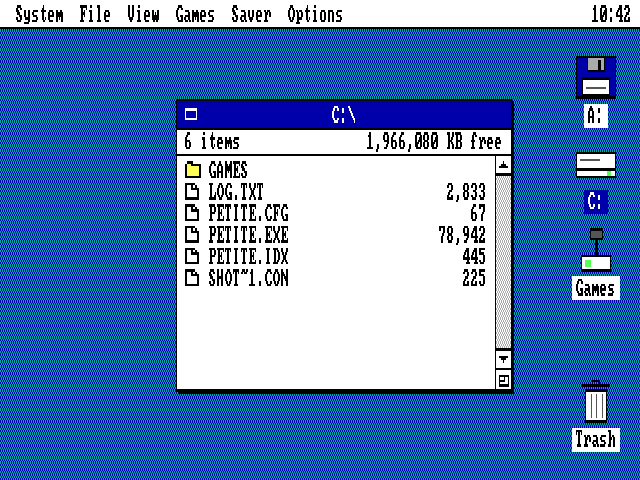 System File View Games Saver Options 10:42
A:
C:\
6 items 1,966,080 KB free
GAMES
LOG.TXT 2,833
PETITE.CFG 67
PETITE.EXE 78,942
PETITE.IDX 445
SHOT~1.CON 225
C:
Games
Trash